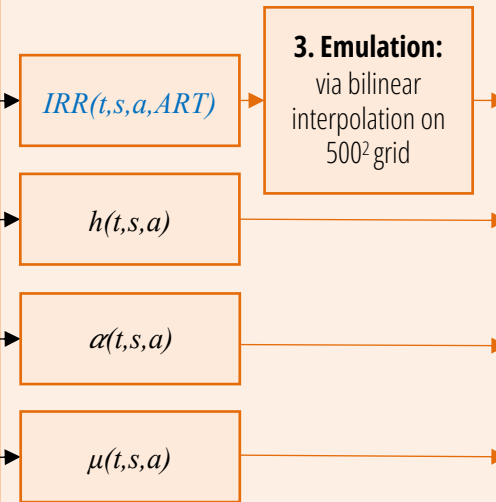 3. Emulation:
via bilinear
interpolation on
500² grid
IRR(t,s,a,ART)
h(t,s,a)
α(t,s,a)
μ(t,s,a)